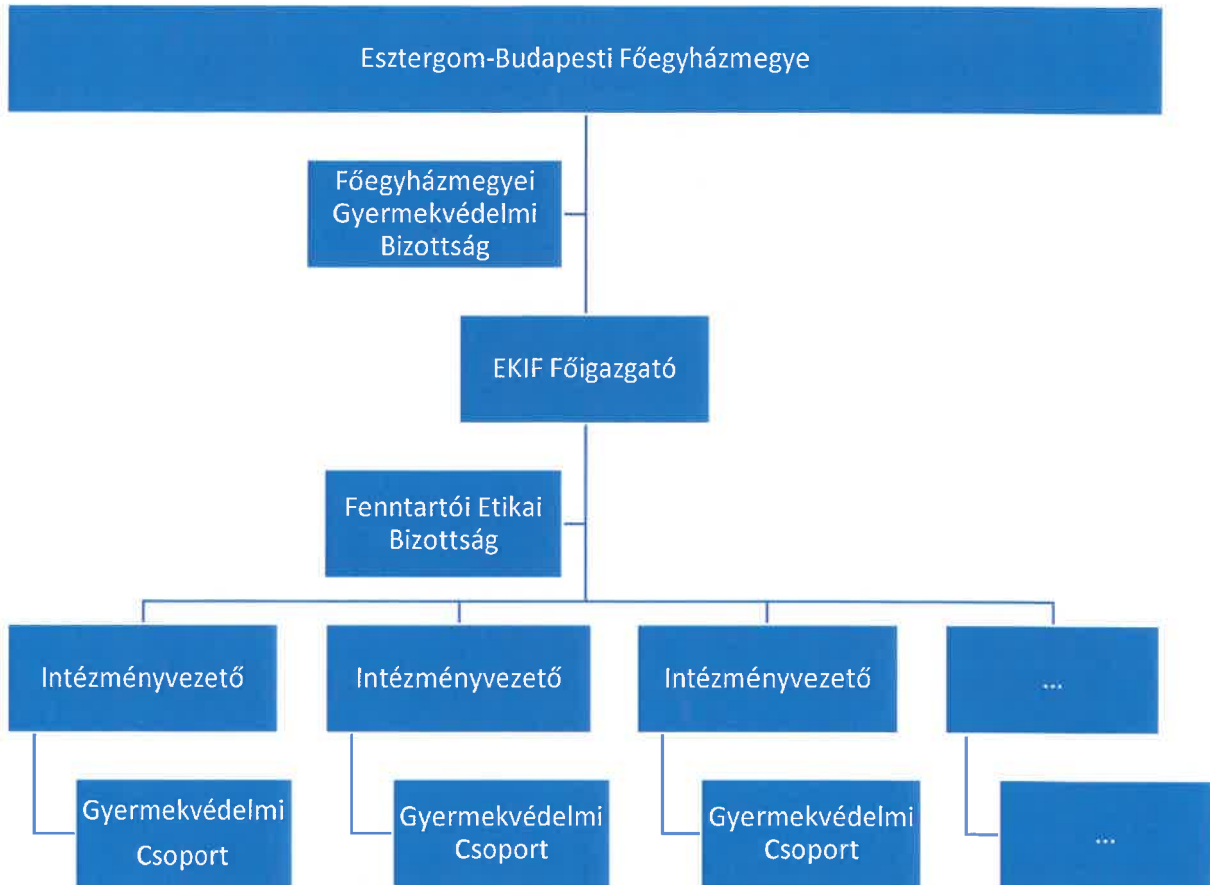 Esztergom-Budapesti Főegyházmegye
Főegyházmegyei
Gyermekvédelmi
Bizottság
EKIF Főigazgató
Fenntartói Etikai
Bizottság
Intézményvezető
Intézményvezető
Intézményvezető
...
Gyermekvédelmi
Csoport
Gyermekvédelmi
Csoport
Gyermekvédelmi
Csoport
...